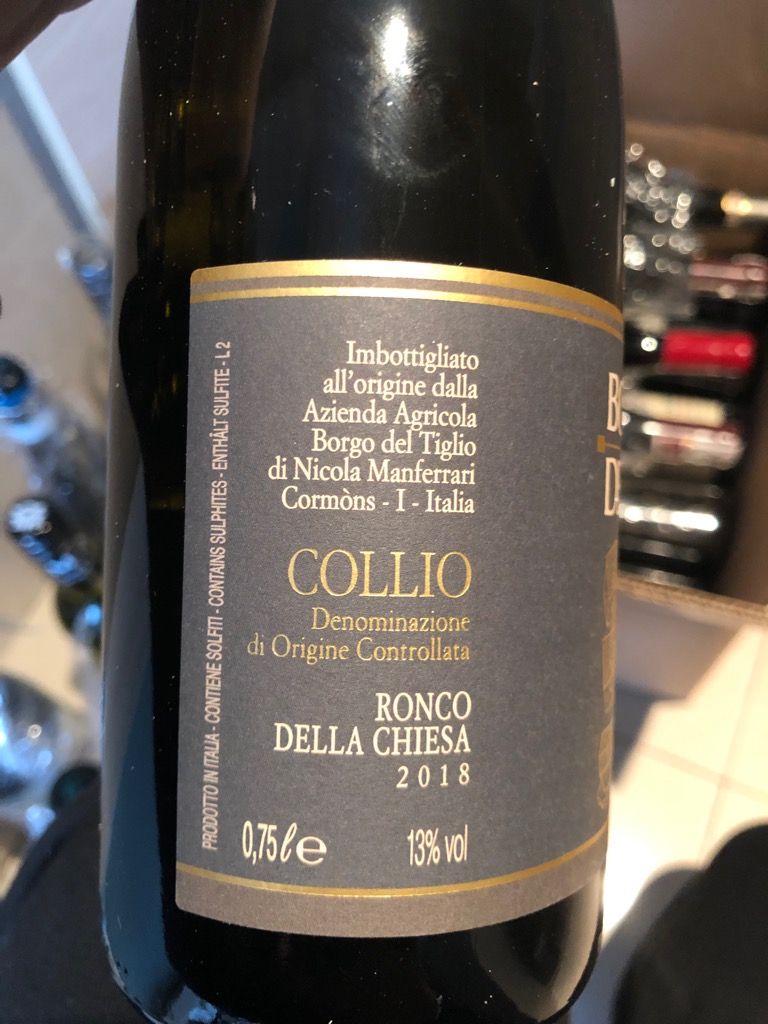 Imbottigliato
all'origine dalla
Azienda Agricola
Borgo del Tiglio
di Nicola Manferrari
Cormòns - I - Italia
COLLIO
Denominazione
di Origine Controllata
RONCO
DELLA CHIESA
2018
0,75 ℓ e 13% vol
PRODOTTO IN ITALIA - CONTIENE SOLFITI - CONTAINS SULPHITES - ENTHÄLT SULFITE - L 2